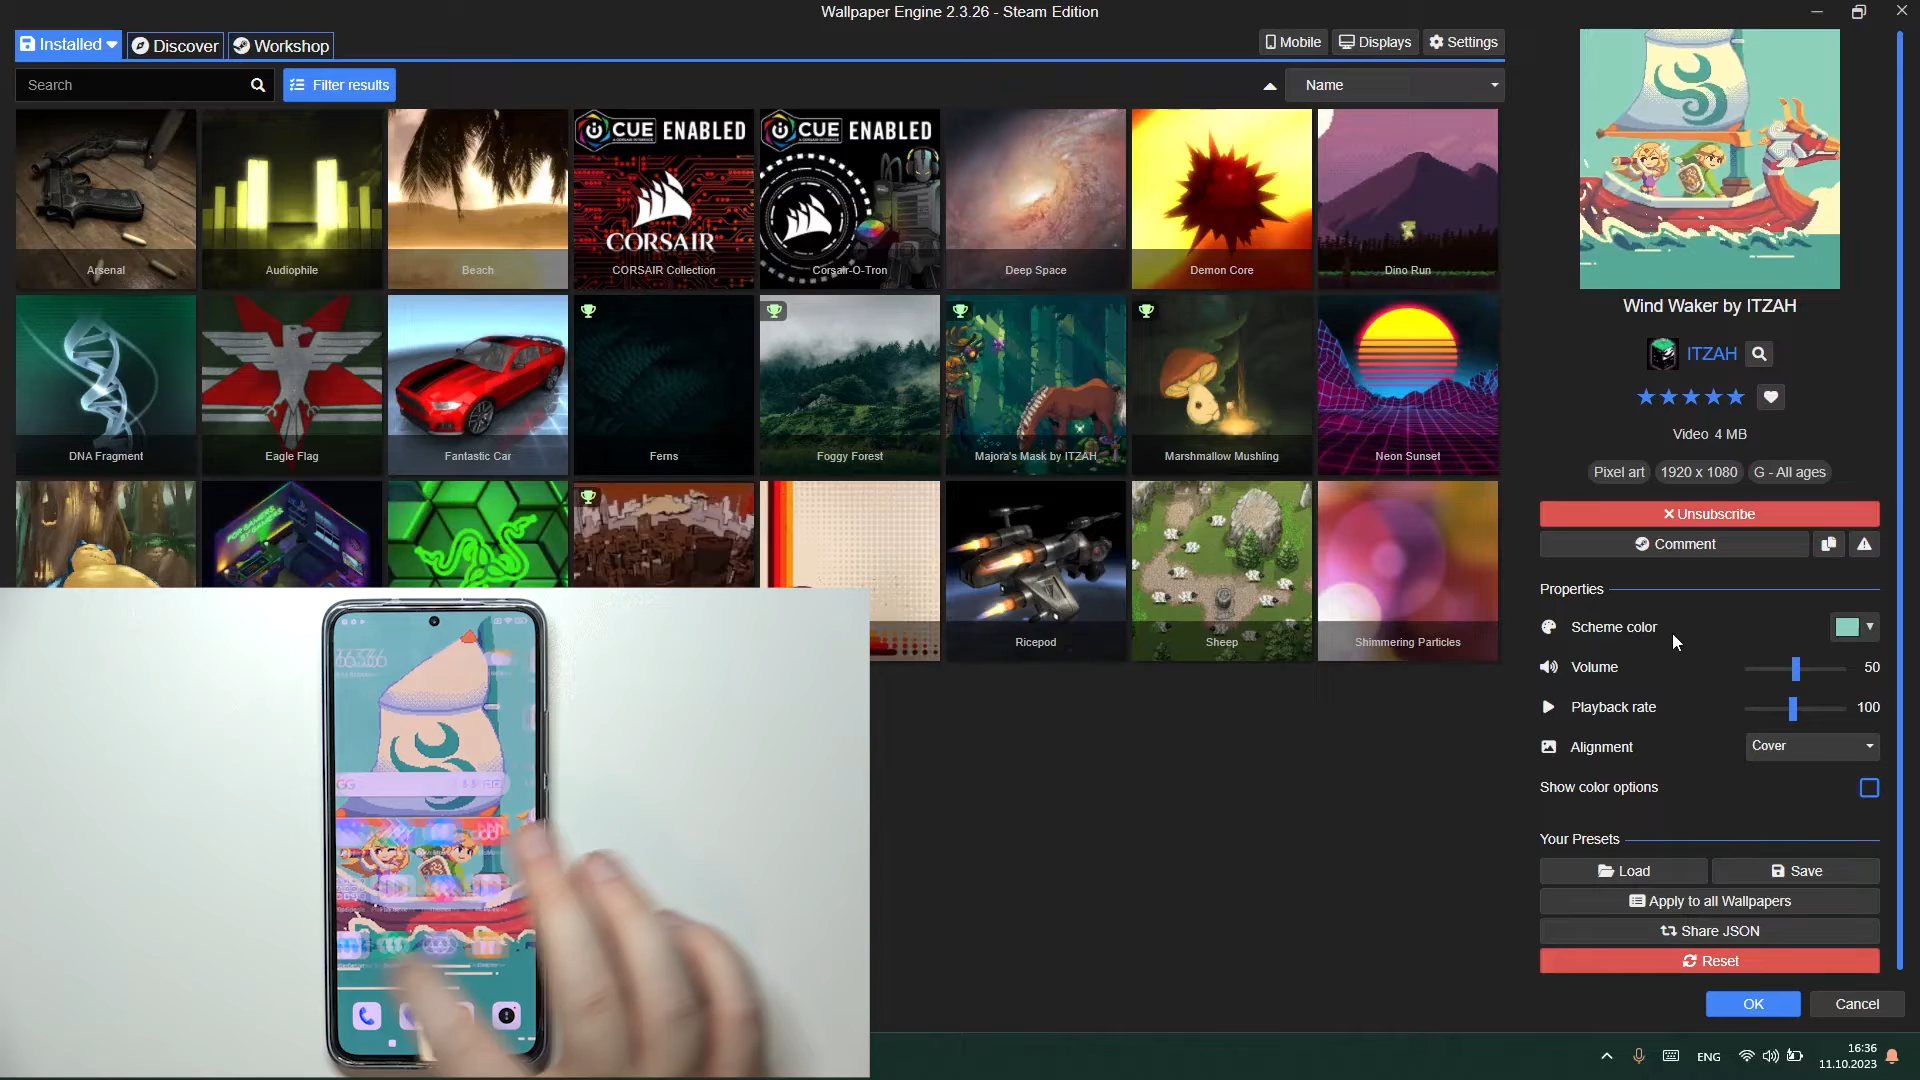 Wallpaper Engine 2.3.26 - Steam Edition
Installed
Discover
Workshop
Mobile
Displays
Settings
Search
Filter results
Name
CUE ENABLED
CORSAIR
CUE ENABLED
Arsenal
Audiophile
Beach
CORSAIR Collection
Corsair-O-Tron
Deep Space
Demon Core
Dino Run
DNA Fragment
Eagle Flag
Fantastic Car
Ferns
Foggy Forest
Majora's Mask by ITZAH
Marshmallow Mushling
Neon Sunset
FOR GAMERS
BY GAMERS
Ricepod
Sheep
Shimmering Particles
Wind Waker by ITZAH
ITZAH
Video 4 MB
Pixel art
1920 x 1080
G - All ages
Unsubscribe
Comment
Properties
Scheme color
Volume
50
Playback rate
100
Alignment
Cover
Show color options
Your Presets
Load
Save
Apply to all Wallpapers
Share JSON
Reset
OK
Cancel
ENG
16:36
11.10.2023